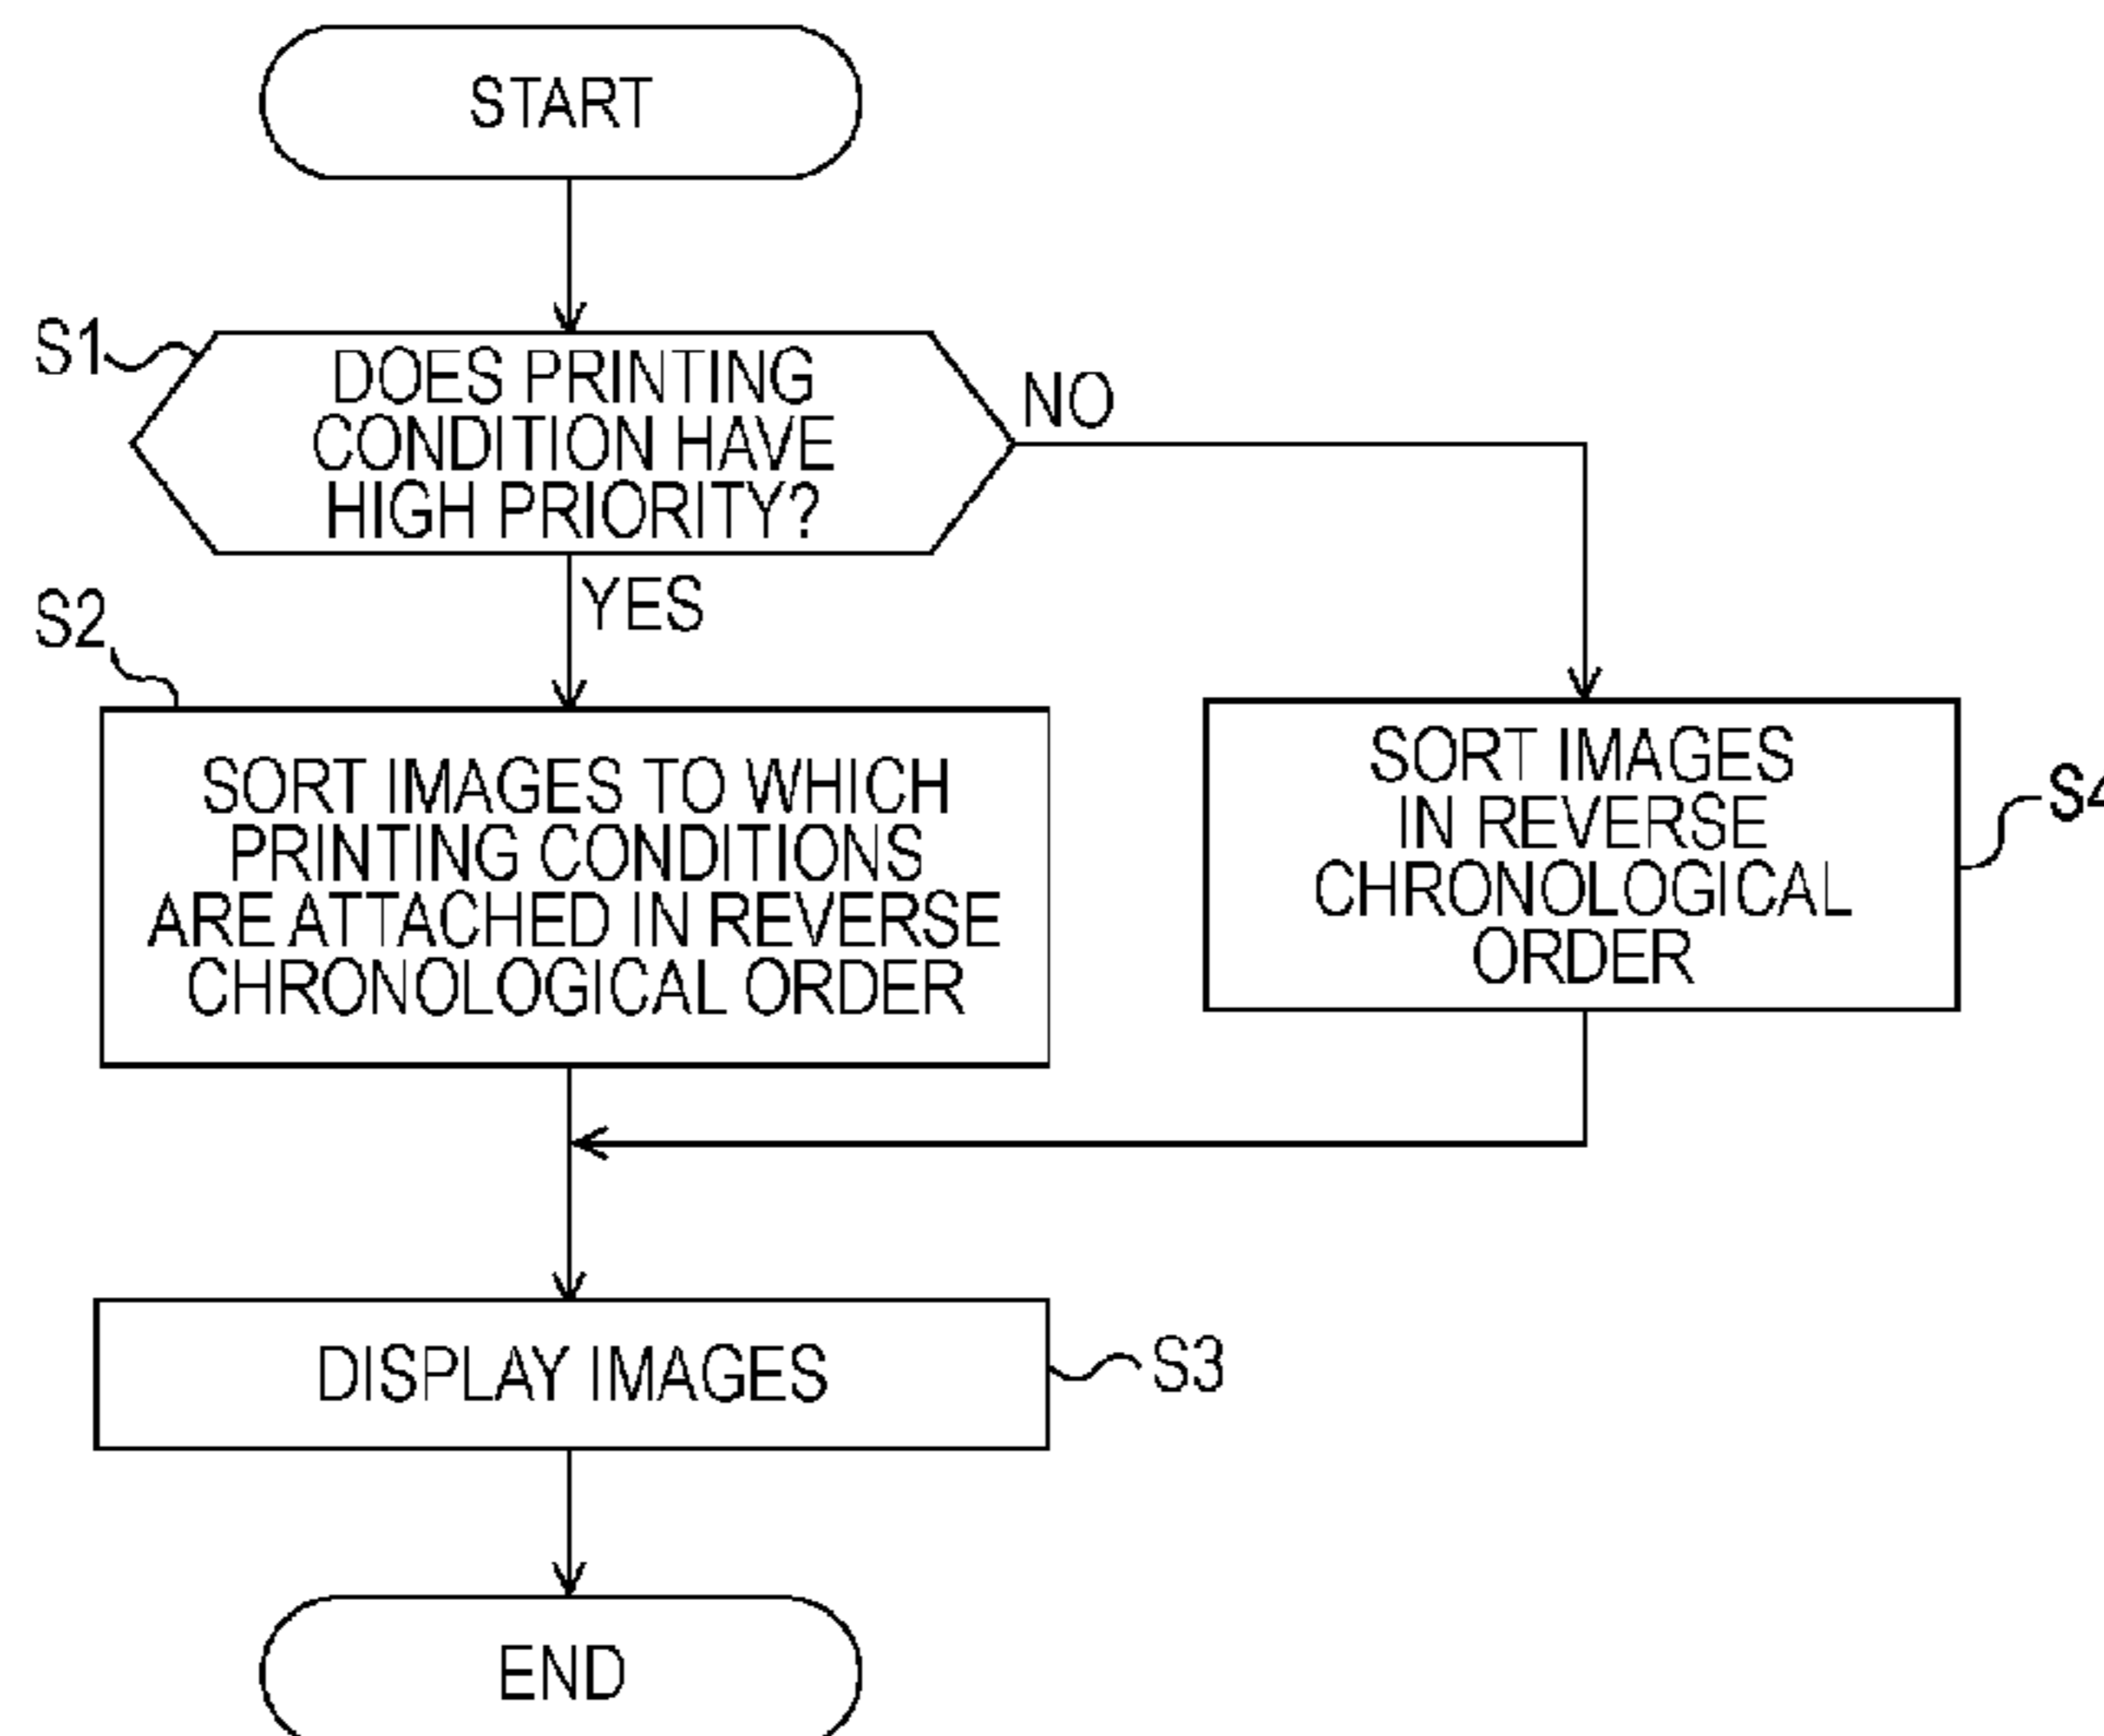 START
S1
DOES PRINTING
CONDITION HAVE
HIGH PRIORITY?
NO
YES
S2
SORT IMAGES TO WHICH
PRINTING CONDITIONS
ARE ATTACHED IN REVERSE
CHRONOLOGICAL ORDER
SORT IMAGES
IN REVERSE
CHRONOLOGICAL
ORDER
S4
DISPLAY IMAGES
S3
END